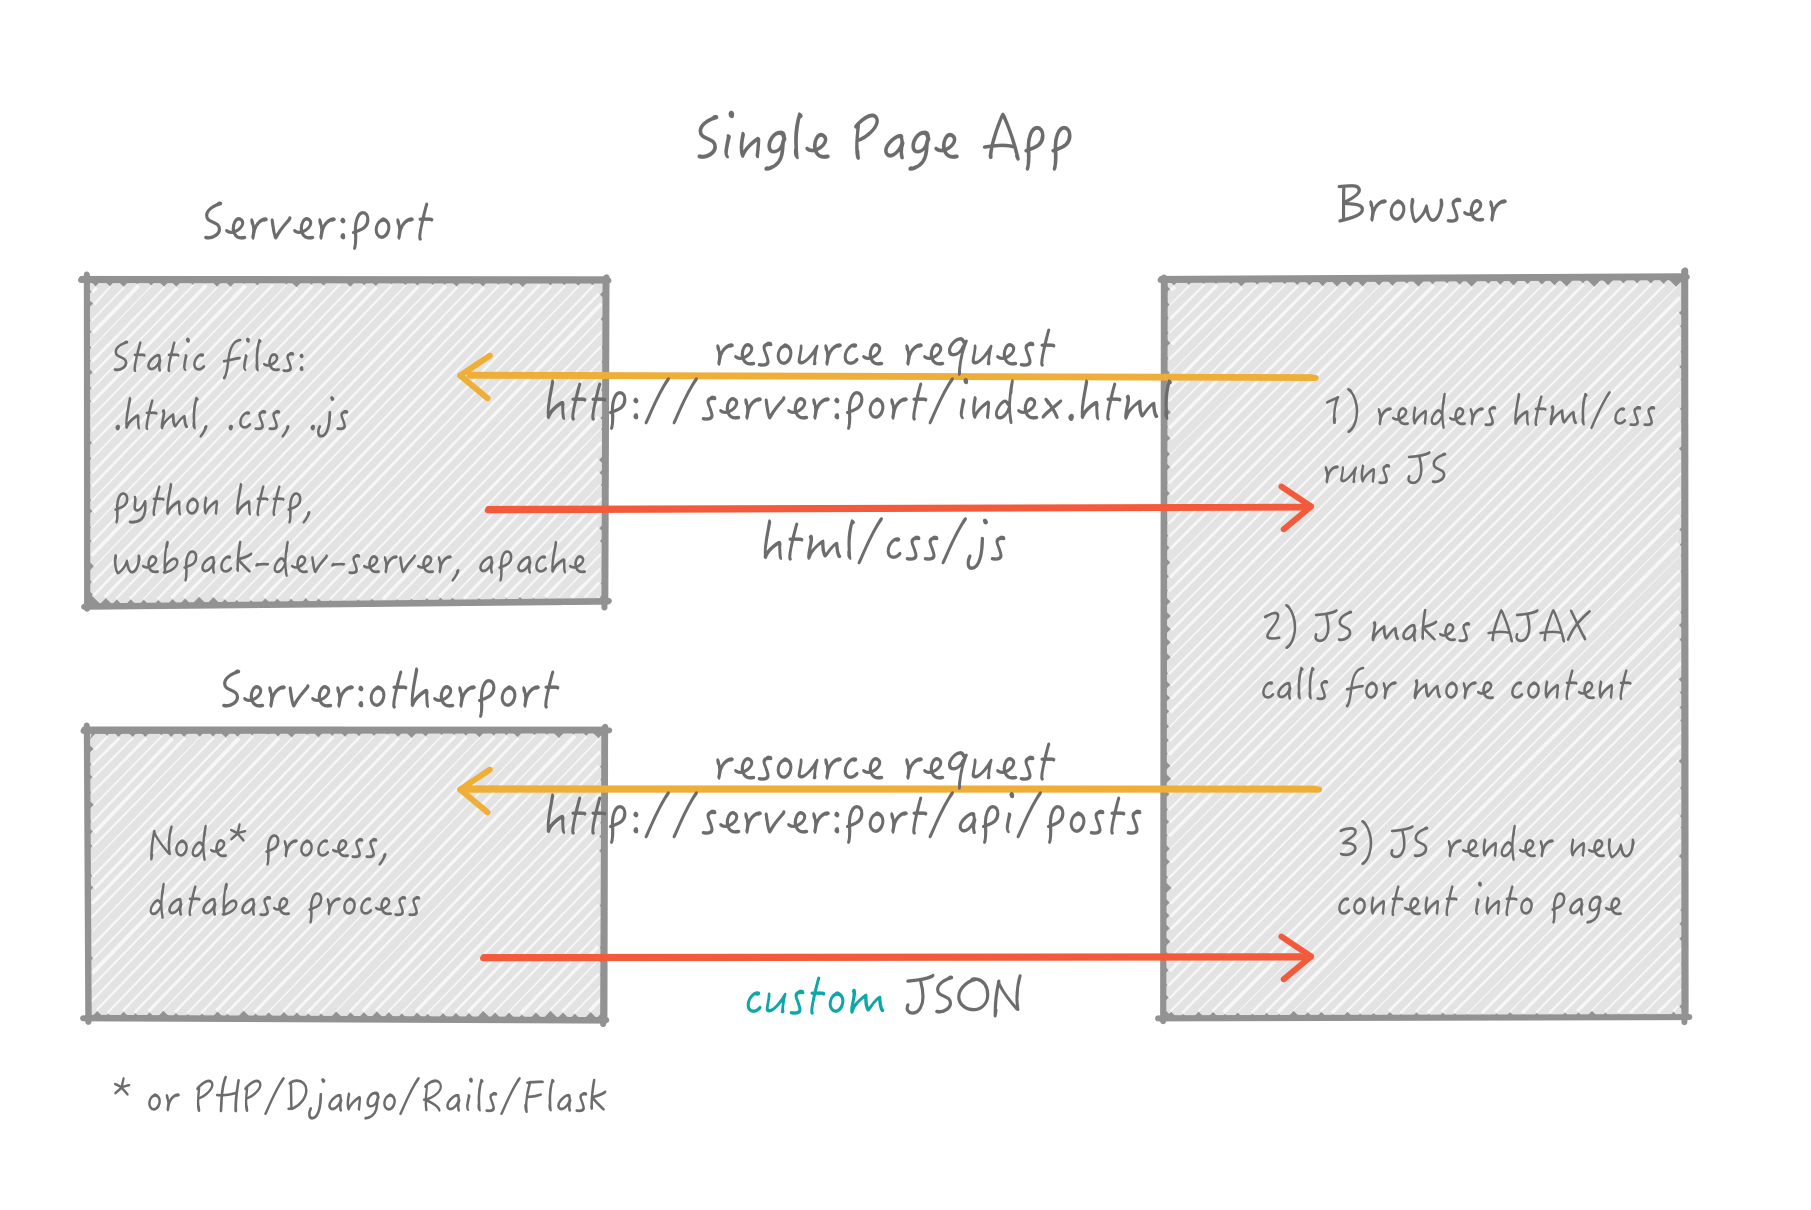 Single Page App
Server:port
Browser
Static files:
.html, .css, .js
python http,
webpack-dev-server, apache
resource request
http://server:port/index.html
html/css/js
1) renders html/css
runs JS
2) JS makes AJAX
calls for more content
Server:otherport
Node* process,
database process
resource request
http://server:port/api/posts
custom JSON
3) JS render new
content into page
* or PHP/Django/Rails/Flask